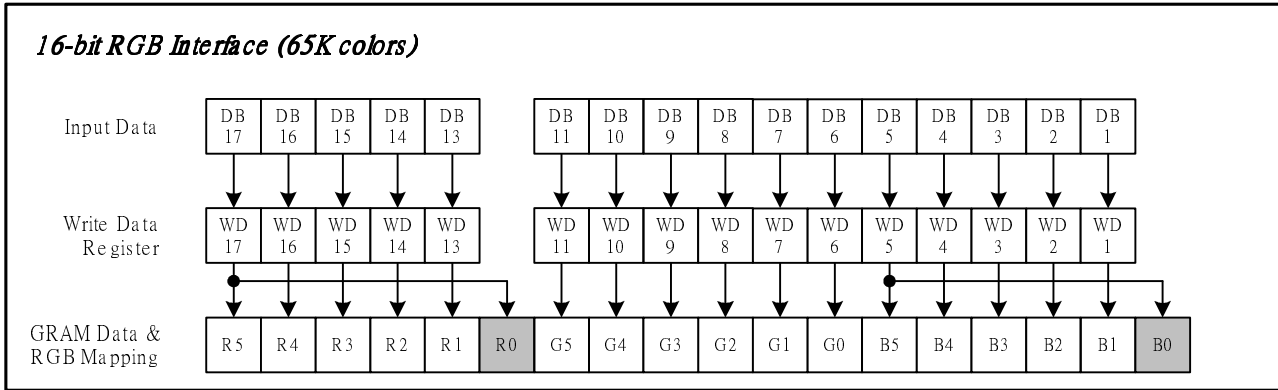 16-bit RGB Interface (65K colors)
Input Data
DB 17 DB 16 DB 15 DB 14 DB 13 DB 11 DB 10 DB 9 DB 8 DB 7 DB 6 DB 5 DB 4 DB 3 DB 2 DB 1
Write Data
Register
WD 17 WD 16 WD 15 WD 14 WD 13 WD 11 WD 10 WD 9 WD 8 WD 7 WD 6 WD 5 WD 4 WD 3 WD 2 WD 1
GRAM Data &
RGB Mapping
R5 R4 R3 R2 R1 R0 G5 G4 G3 G2 G1 G0 B5 B4 B3 B2 B1 B0